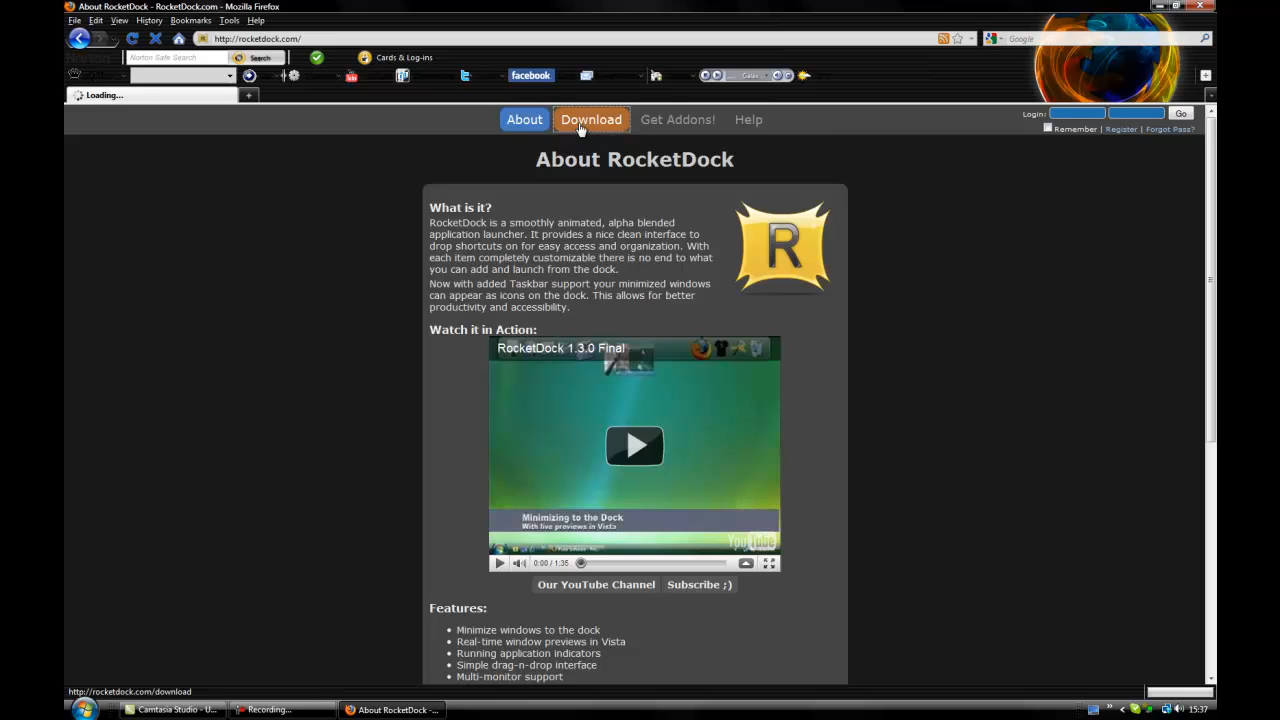 About RocketDock - RocketDock.com - Mozilla Firefox
File Edit View History Bookmarks Tools Help
http://rocketdock.com/
Google
Norton Safe Search
Search
Cards & Log-ins
facebook
Loading...
About
Download
Get Addons!
Help
Login:
Go
Remember | Register | Forgot Pass?
About RocketDock
What is it?
RocketDock is a smoothly animated, alpha blended
application launcher. It provides a nice clean interface to
drop shortcuts on for easy access and organization. With
each item completely customizable there is no end to what
you can add and launch from the dock.
Now with added Taskbar support your minimized windows
can appear as icons on the dock. This allows for better
productivity and accessibility.
R
Watch it in Action:
RocketDock 1.3.0 Final
Minimizing to the Dock
With live previews in Vista
YouTube
0:00 / 1:35
Our YouTube Channel
Subscribe ;)
Features:
Minimize windows to the dock
Real-time window previews in Vista
Running application indicators
Simple drag-n-drop interface
Multi-monitor support
http://rocketdock.com/download
Camtasia Studio - U...
Recording...
About RocketDock -...
15:37